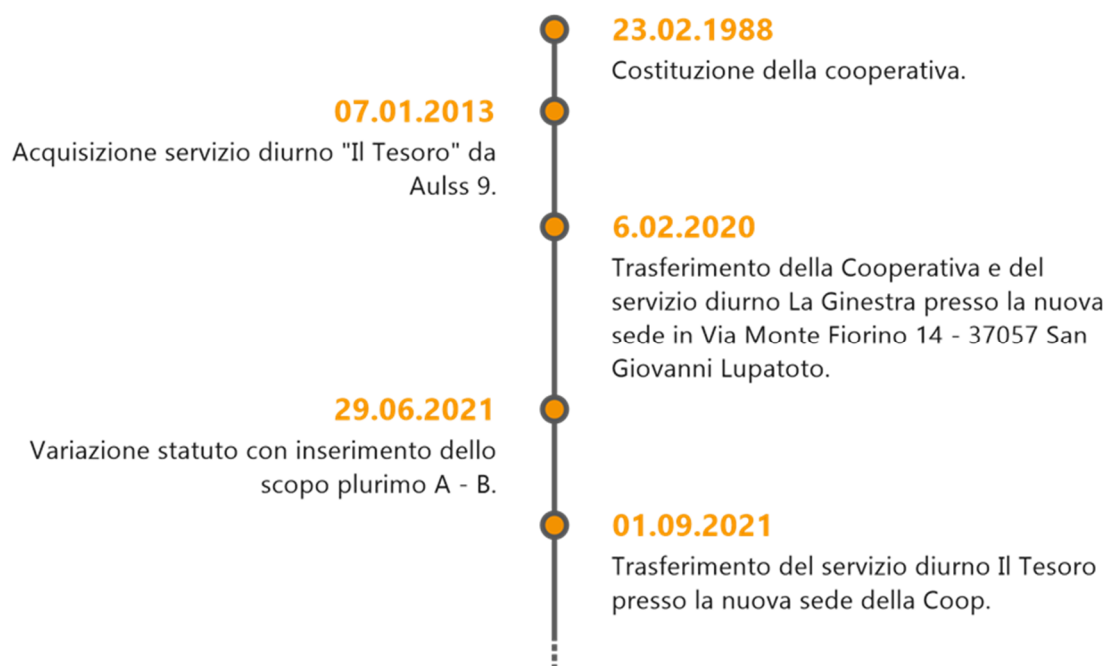 23.02.1988
Costituzione della cooperativa.
07.01.2013
Acquisizione servizio diurno "Il Tesoro" da
Aulss 9.
6.02.2020
Trasferimento della Cooperativa e del
servizio diurno La Ginestra presso la nuova
sede in Via Monte Fiorino 14 - 37057 San
Giovanni Lupatoto.
29.06.2021
Variazione statuto con inserimento dello
scopo plurimo A - B.
01.09.2021
Trasferimento del servizio diurno Il Tesoro
presso la nuova sede della Coop.